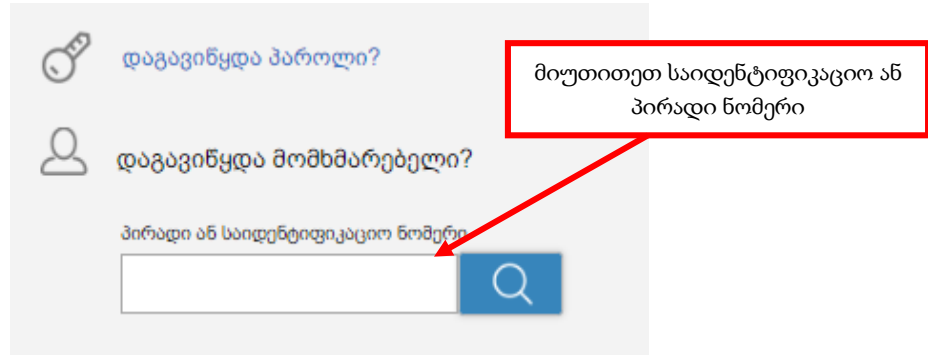 დაგავიწყდა პაროლი?
მიუთითეთ საიდენტიფიკაციო ან
პირადი ნომერი
დაგავიწყდა მომხმარებელი?
პირადი ან საიდენტიფიკაციო ნომერი